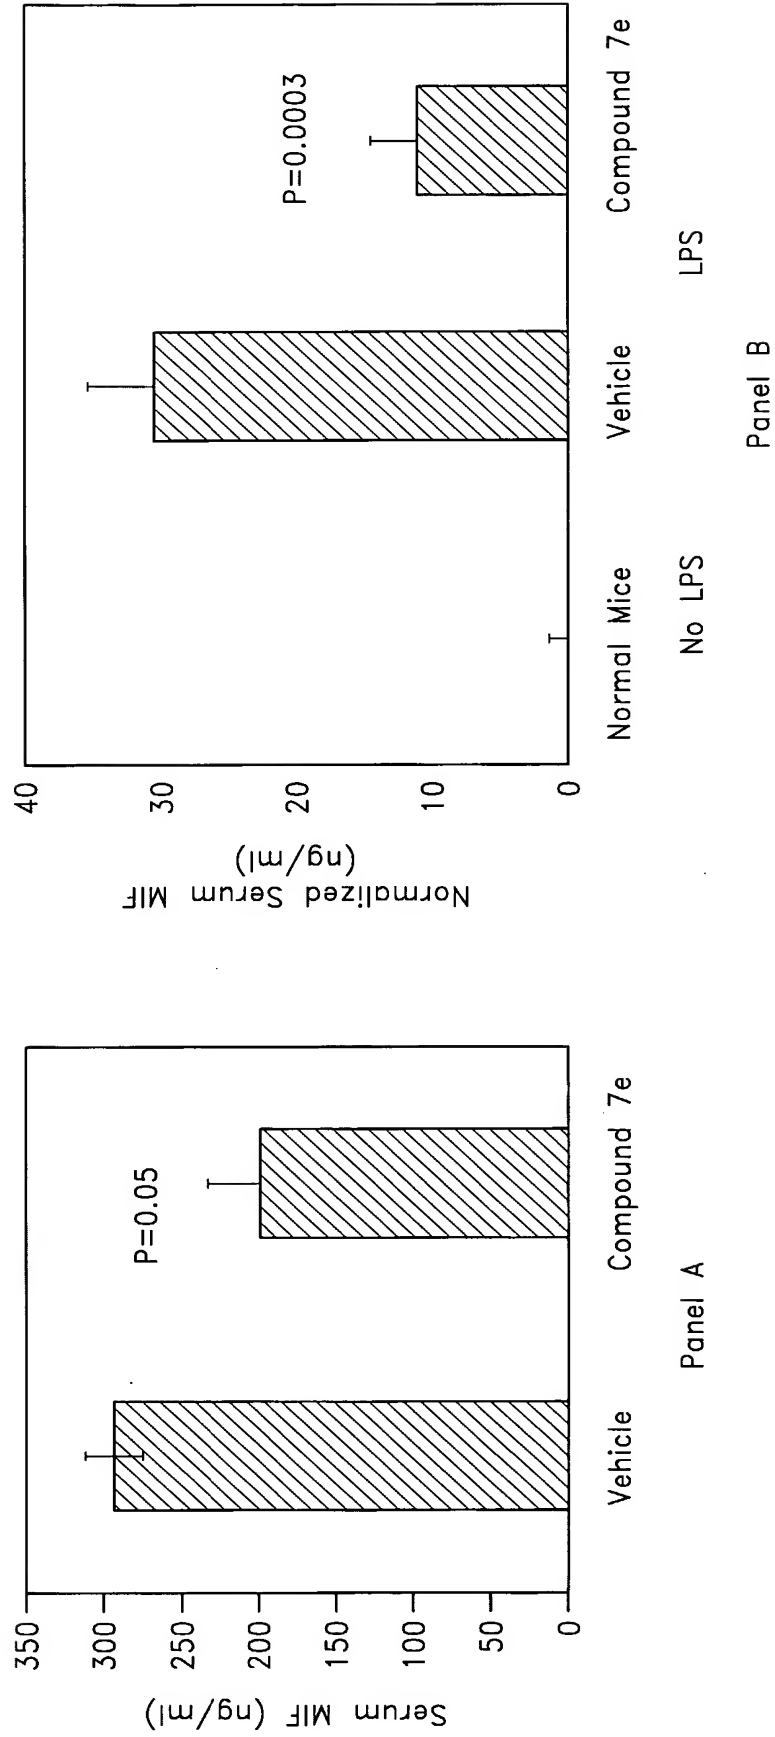 Serum MIF (ng/ml)
350
300
250
200
150
100
50
0
P=0.05
Vehicle Compound 7e
Panel A
Normalized Serum MIF
(ng/ml)
40
30
20
10
0
P=0.0003
Normal Mice Vehicle Compound 7e
No LPS LPS
Panel B